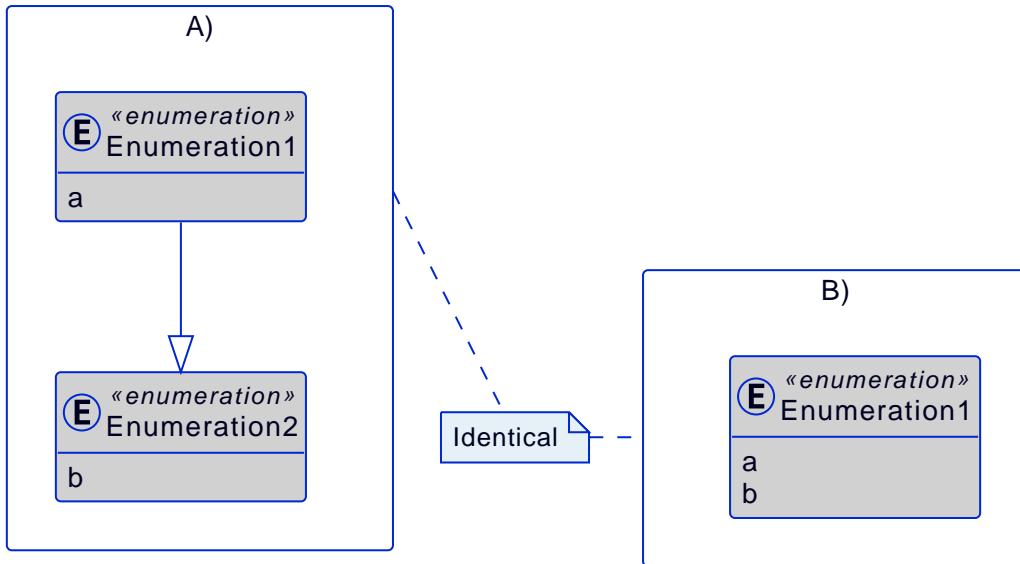 A)
E
«enumeration»
Enumeration1
a
E
«enumeration»
Enumeration2
b
Identical
B)
E
«enumeration»
Enumeration1
a
b